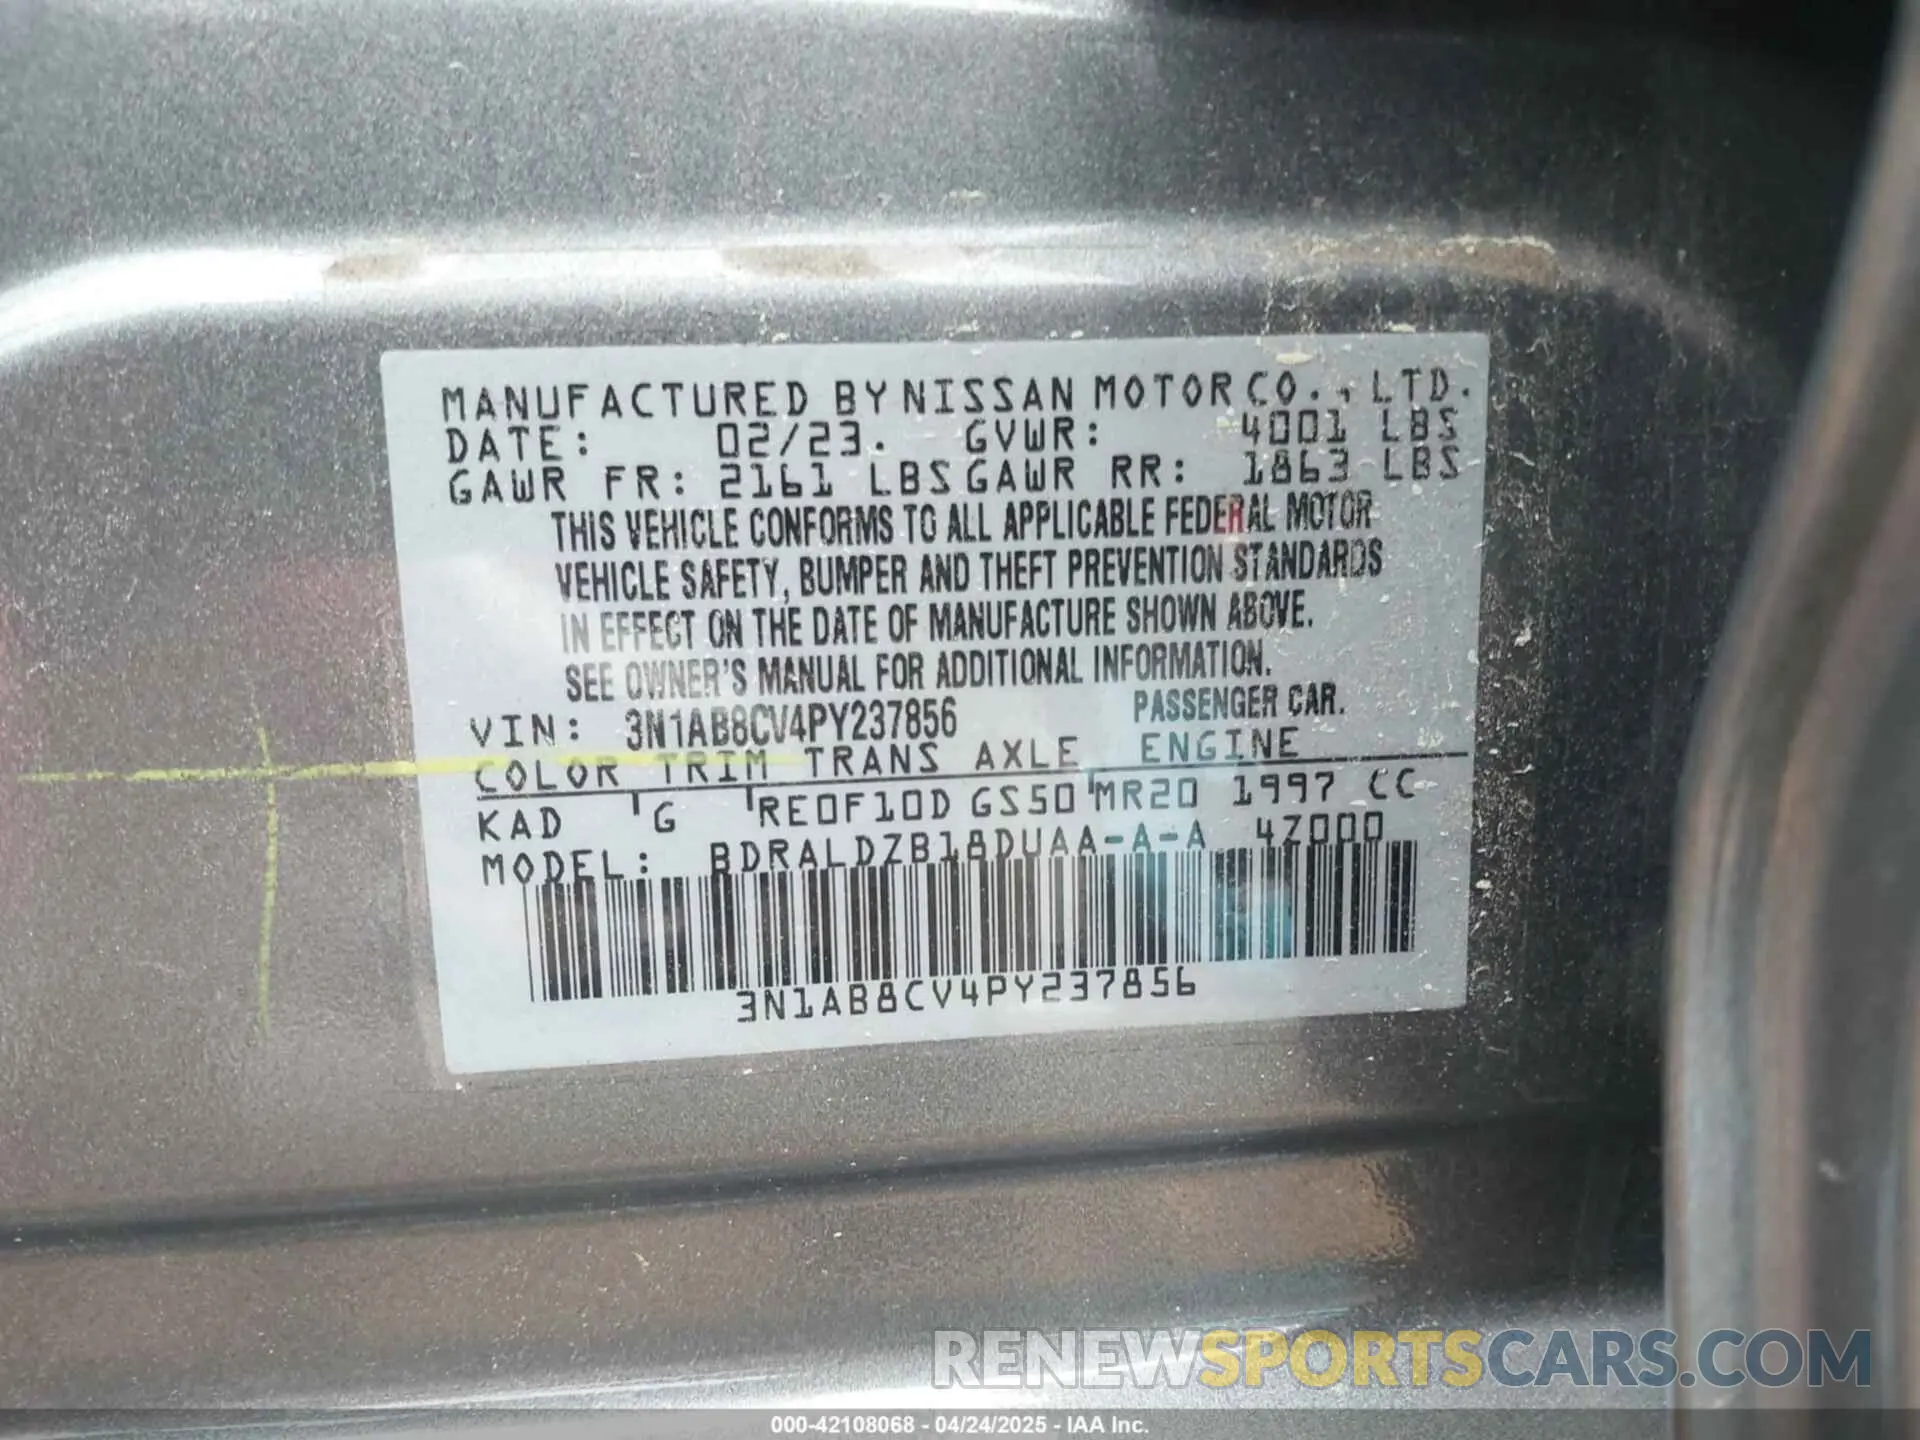 MANUFACTURED BY NISSAN MOTOR CO., LTD.
DATE: 02/23. GVWR: 4001 LBS
GAWR FR: 2161 LBS GAWR RR: 1863 LBS
THIS VEHICLE CONFORMS TO ALL APPLICABLE FEDERAL MOTOR
VEHICLE SAFETY, BUMPER AND THEFT PREVENTION STANDARDS
IN EFFECT ON THE DATE OF MANUFACTURE SHOWN ABOVE.
SEE OWNER'S MANUAL FOR ADDITIONAL INFORMATION.
VIN: 3N1AB8CV4PY237856 PASSENGER CAR.
COLOR TRIM TRANS AXLE ENGINE
KAD G RE0F10D GS50 MR20 1997 CC
MODEL: BDRALDZB18DUAA-A-A 4Z000
3N1AB8CV4PY237856
RENEWSPORTSCARS.COM
000-42108068 - 04/24/2025 - IAA Inc.